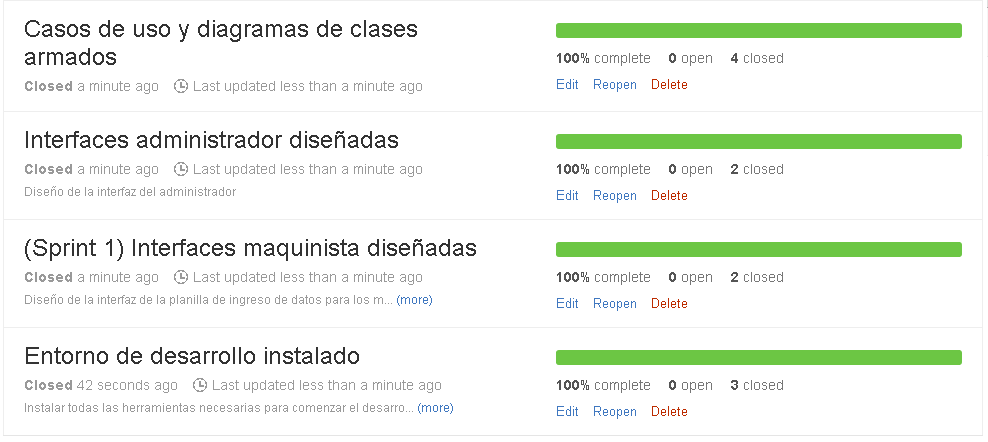 Casos de uso y diagramas de clases
armados
Closed a minute ago Last updated less than a minute ago
100% complete 0 open 4 closed
Edit Reopen Delete
Interfaces administrador diseñadas
Closed a minute ago Last updated less than a minute ago
Diseño de la interfaz del administrador
100% complete 0 open 2 closed
Edit Reopen Delete
(Sprint 1) Interfaces maquinista diseñadas
Closed a minute ago Last updated less than a minute ago
Diseño de la interfaz de la planilla de ingreso de datos para los m... (more)
100% complete 0 open 2 closed
Edit Reopen Delete
Entorno de desarrollo instalado
Closed 42 seconds ago Last updated less than a minute ago
Instalar todas las herramientas necesarias para comenzar el desarro... (more)
100% complete 0 open 3 closed
Edit Reopen Delete